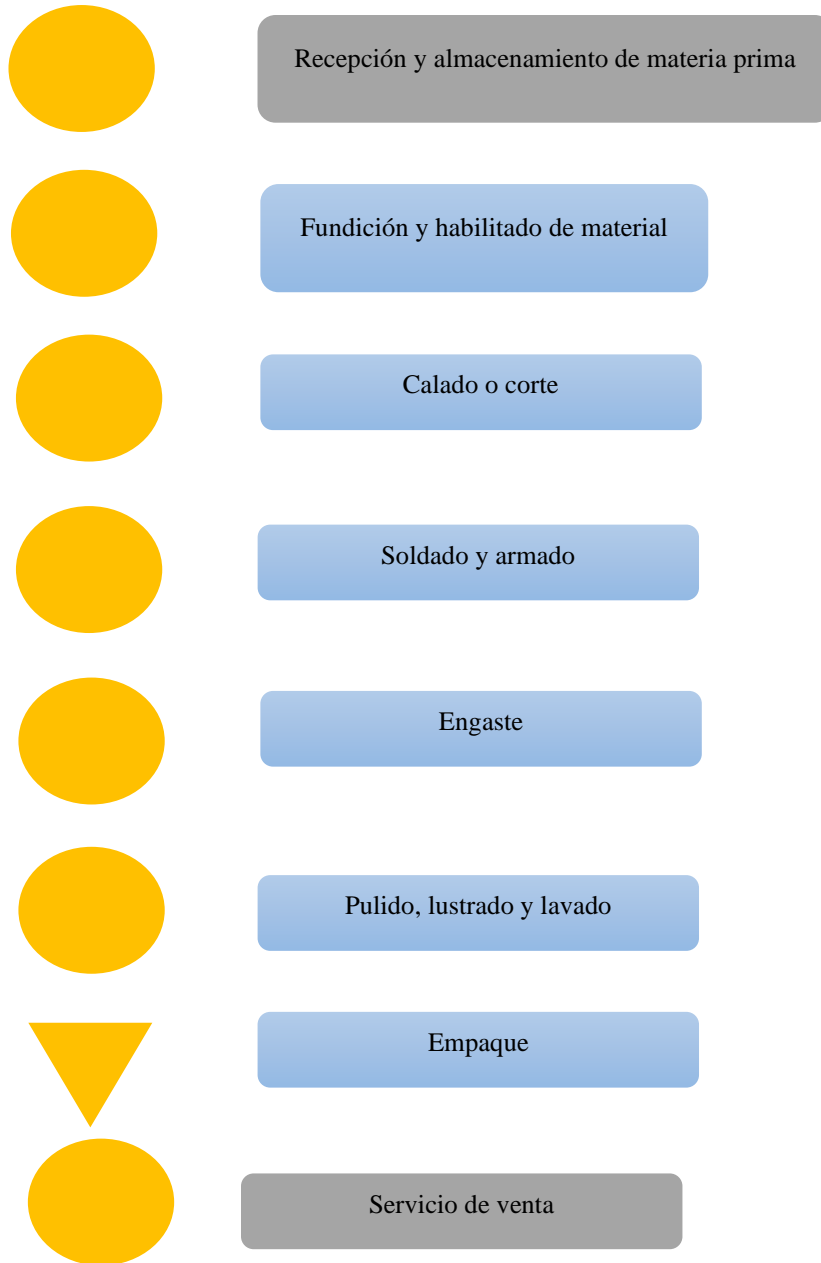 Recepción y almacenamiento de materia prima
Fundición y habilitado de material
Calado o corte
Soldado y armado
Engaste
Pulido, lustrado y lavado
Empaque
Servicio de venta